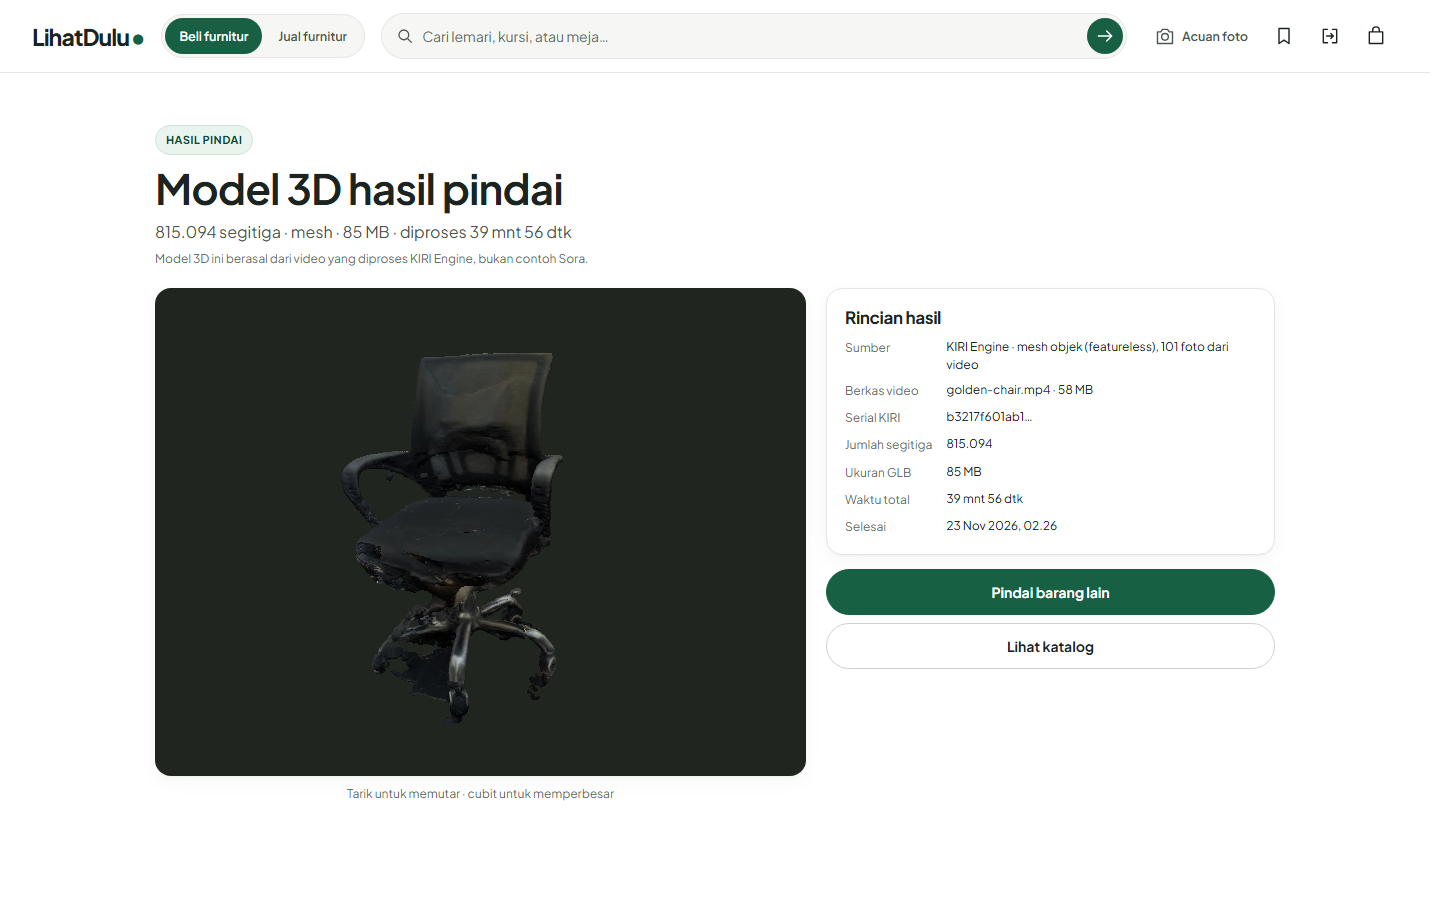 LihatDulu
Beli furnitur
Jual furnitur
Cari lemari, kursi, atau meja...
Acuan foto
HASIL PINDAI
Model 3D hasil pindai
815.094 segitiga · mesh · 85 MB · diproses 39 mnt 56 dtk
Model 3D ini berasal dari video yang diproses KIRI Engine, bukan contoh Sora.
Tarik untuk memutar · cubit untuk memperbesar
Rincian hasil
Sumber KIRI Engine · mesh objek (featureless), 101 foto dari
video
Berkas video golden-chair.mp4 · 58 MB
Serial KIRI b3217f601ab1...
Jumlah segitiga 815.094
Ukuran GLB 85 MB
Waktu total 39 mnt 56 dtk
Selesai 23 Nov 2026, 02.26
Pindai barang lain
Lihat katalog